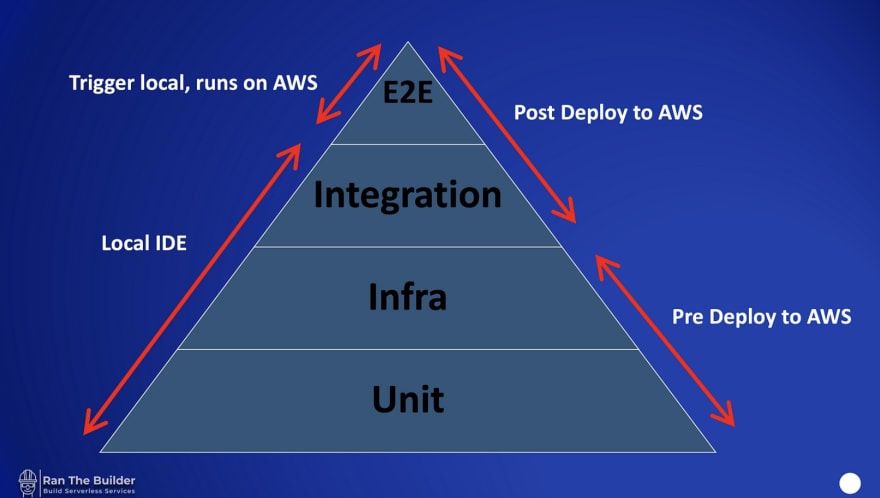 Trigger local, runs on AWS
E2E
Post Deploy to AWS
Integration
Local IDE
Infra
Pre Deploy to AWS
Unit
Ran The Builder
Build Serverless Services